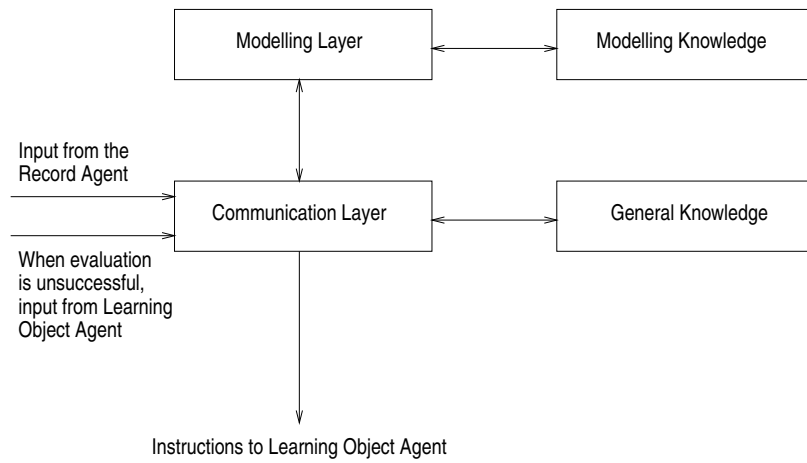 Modelling Layer
Modelling Knowledge
Input from the
Record Agent
Communication Layer
General Knowledge
When evaluation
is unsuccessful,
input from Learning
Object Agent
Instructions to Learning Object Agent